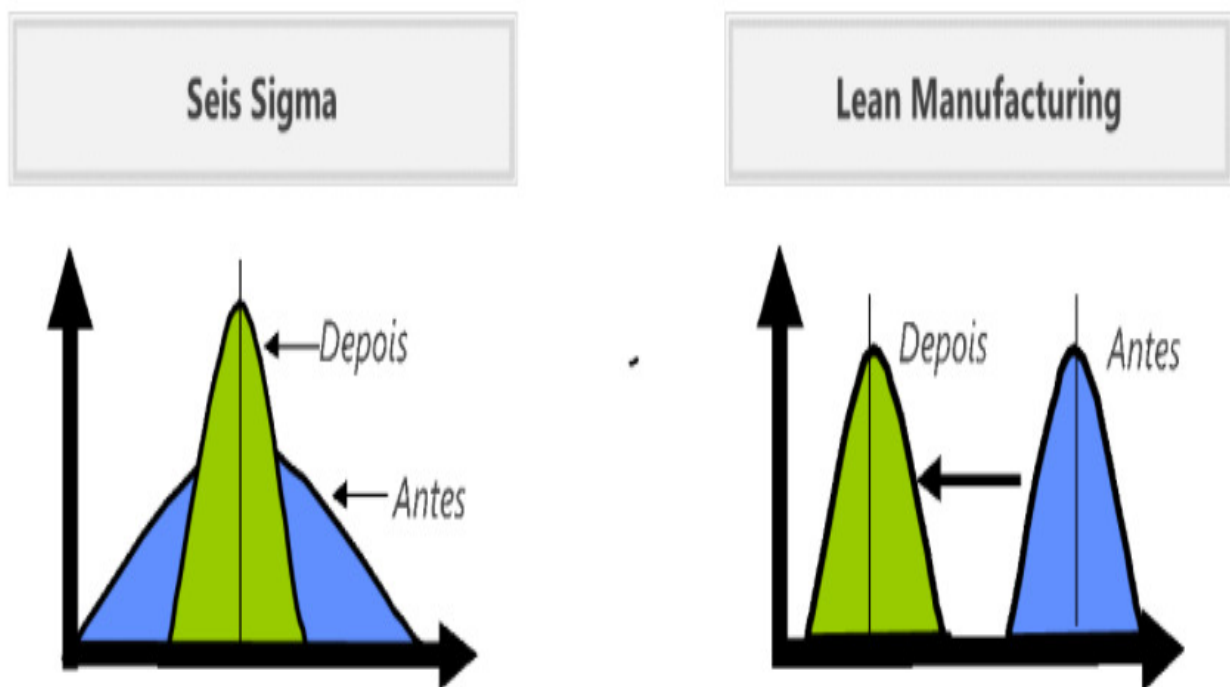 Seis Sigma
Lean Manufacturing
Depois
Antes
Depois
Antes